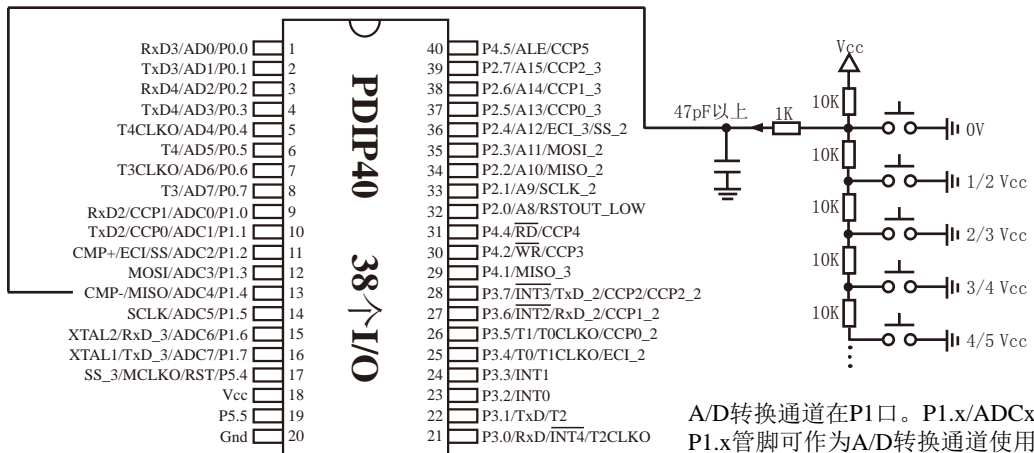 RxD3/AD0/P0.0 1
TxD3/AD1/P0.1 2
RxD4/AD2/P0.2 3
TxD4/AD3/P0.3 4
T4CLKO/AD4/P0.4 5
T4/AD5/P0.5 6
T3CLKO/AD6/P0.6 7
T3/AD7/P0.7 8
RxD2/CCP1/ADC0/P1.0 9
TxD2/CCP0/ADC1/P1.1 10
CMP+/ECI/SS/ADC2/P1.2 11
MOSI/ADC3/P1.3 12
CMP-/MISO/ADC4/P1.4 13
SCLK/ADC5/P1.5 14
XTAL2/RxD_3/ADC6/P1.6 15
XTAL1/TxD_3/ADC7/P1.7 16
SS_3/MCLKO/RST/P5.4 17
Vcc 18
P5.5 19
Gnd 20
PDIP40 38个I/O
40 P4.5/ALE/CCP5
39 P2.7/A15/CCP2_3
38 P2.6/A14/CCP1_3
37 P2.5/A13/CCP0_3
36 P2.4/A12/ECI_3/SS_2
35 P2.3/A11/MOSI_2
34 P2.2/A10/MISO_2
33 P2.1/A9/SCLK_2
32 P2.0/A8/RSTOUT_LOW
31 P4.4/RD/CCP4
30 P4.2/WR/CCP3
29 P4.1/MISO_3
28 P3.7/INT3/TxD_2/CCP2/CCP2_2
27 P3.6/INT2/RxD_2/CCP1_2
26 P3.5/T1/T0CLKO/CCP0_2
25 P3.4/T0/T1CLKO/ECI_2
24 P3.3/INT1
23 P3.2/INT0
22 P3.1/TxD/T2
21 P3.0/RxD/INT4/T2CLKO
Vcc
10K
47pF以上 1K
0V
10K
1/2 Vcc
10K
2/3 Vcc
10K
3/4 Vcc
10K
4/5 Vcc
A/D转换通道在P1口。P1.x/ADCx
P1.x管脚可作为A/D转换通道使用